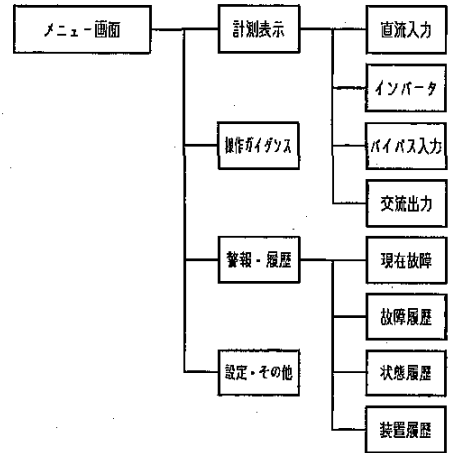 メニュー画面
計測表示
直流入力
インバータ
操作ガイダンス
バイパス入力
交流出力
警報・履歴
現在故障
故障履歴
設定・その他
状態履歴
装置履歴